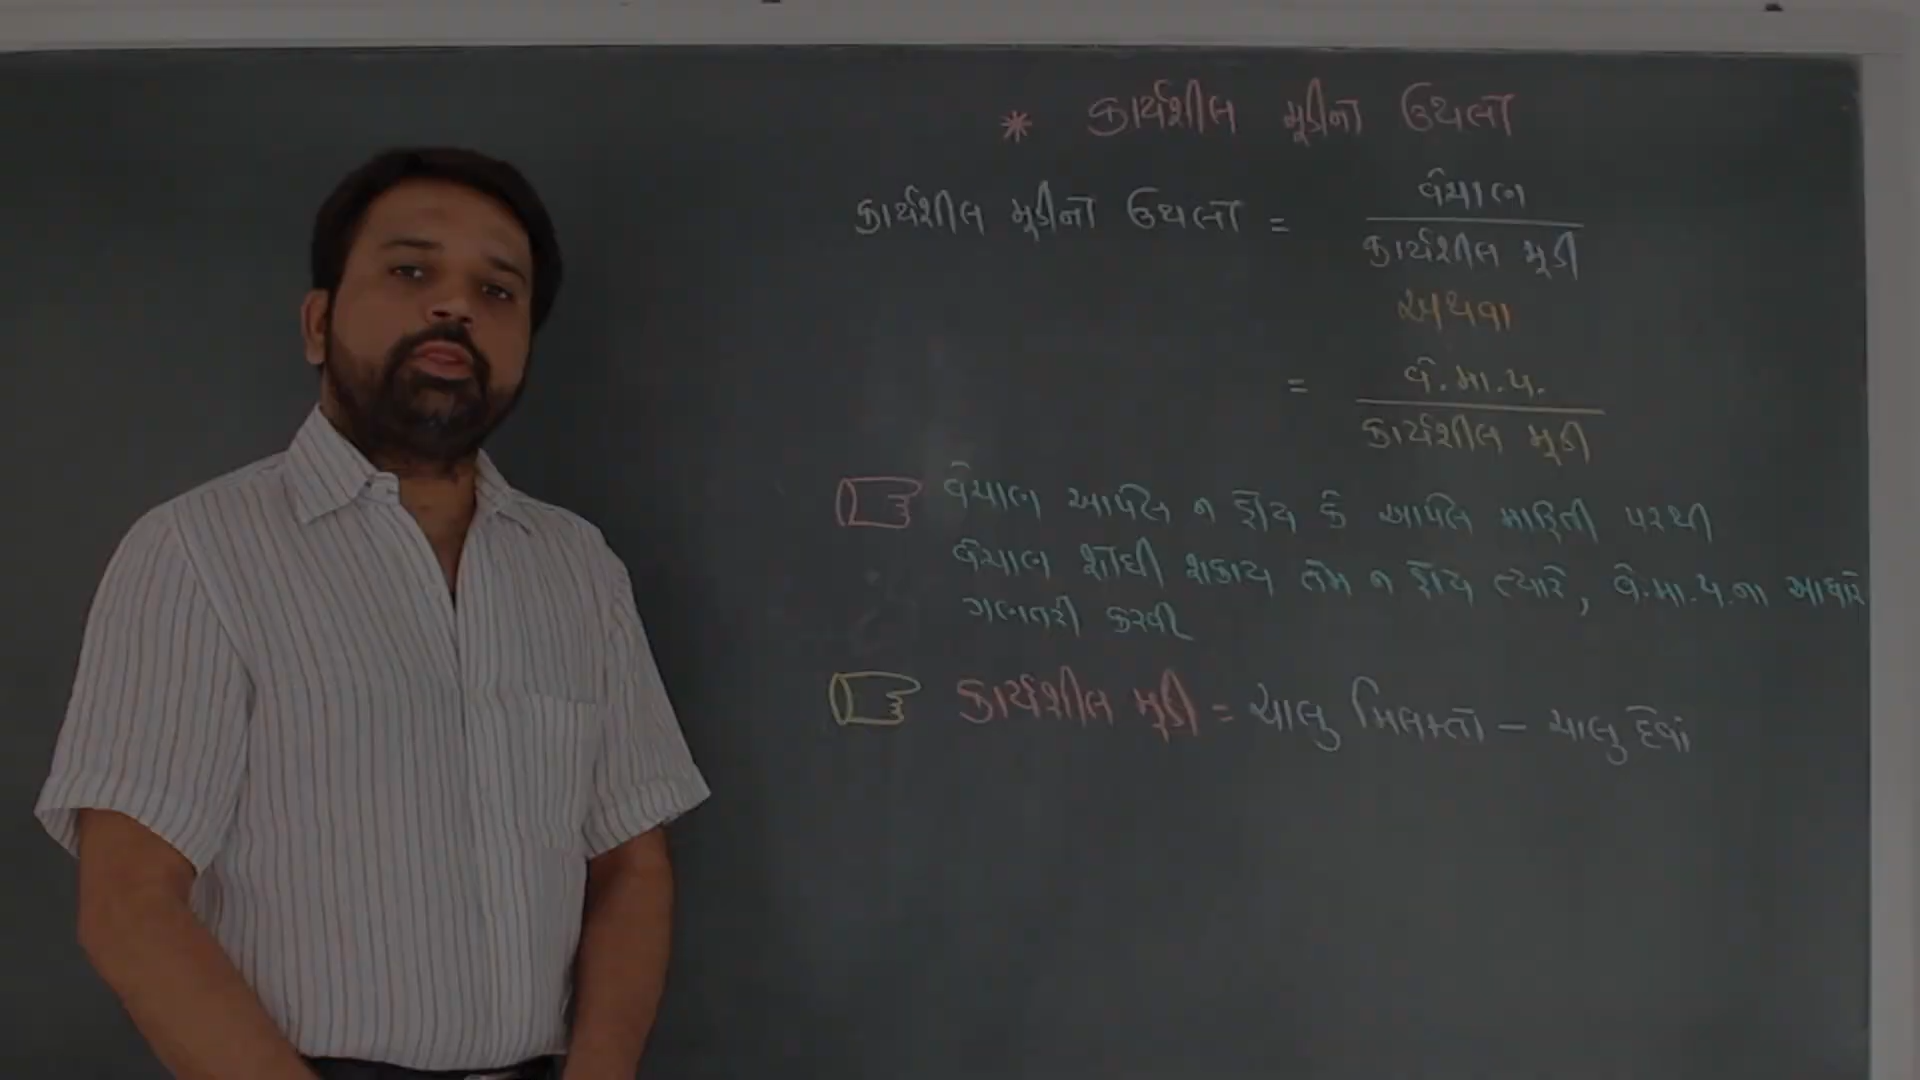 * કાર્યશીલ મૂડીનો ઉથલો
કાર્યશીલ મૂડીનો ઉથલો = વેચાણ / કાર્યશીલ મૂડી
અથવા
= વે.મા.પ. / કાર્યશીલ મૂડી
વેચાણ આપેલ ન હોય કે આપેલ માહિતી પરથી
વેચાણ શોધી શકાય તેમ ન હોય ત્યારે, વે.મા.પ.ના આધારે
ગણતરી કરવી
કાર્યશીલ મૂડી = ચાલુ મિલકતો - ચાલુ દેવાં